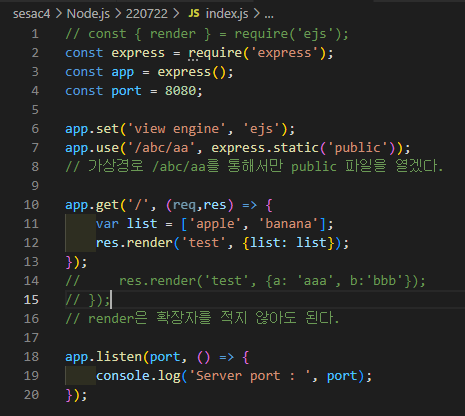 sesac4 > Node.js > 220722 > JS index.js > ...
1 // const { render } = require('ejs');
2 const express = require('express');
3 const app = express();
4 const port = 8080;
5
6 app.set('view engine', 'ejs');
7 app.use('/abc/aa', express.static('public'));
8 // 가상경로 /abc/aa를 통해서만 public 파일을 열겠다.
9
10 app.get('/', (req,res) => {
11     var list = ['apple', 'banana'];
12     res.render('test', {list: list});
13 });
14 //     res.render('test', {a: 'aaa', b:'bbb'});
15 // });
16 // render은 확장자를 적지 않아도 된다.
17
18 app.listen(port, () => {
19     console.log('Server port : ', port);
20 });